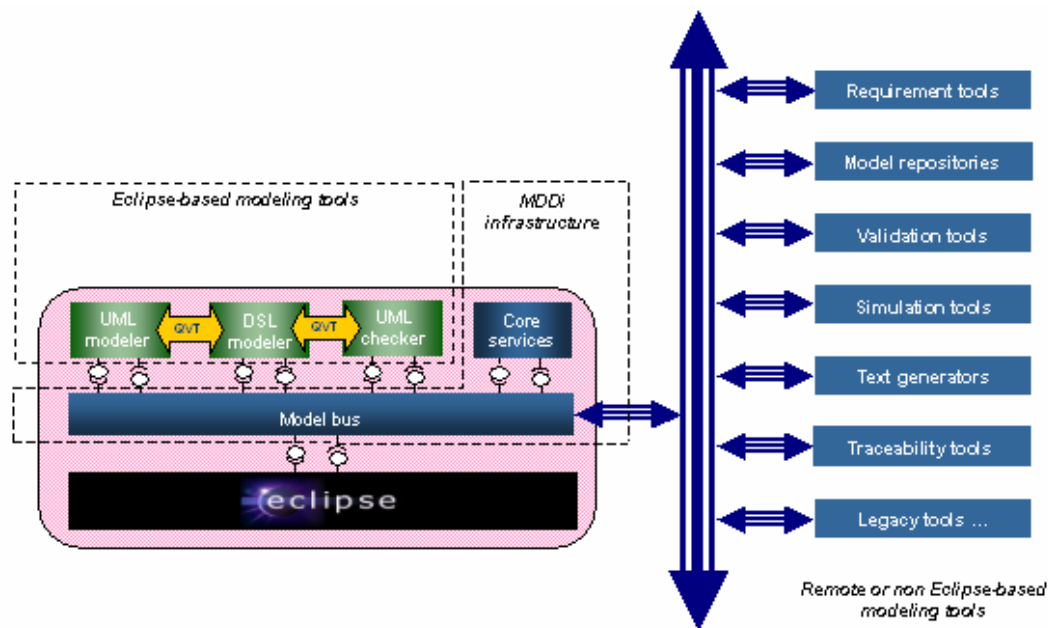 Eclipse-based modeling tools
MDDi
infrastructure
UML
modeler
QVT
DSL
modeler
QVT
UML
checker
Core
services
Model bus
eclipse
Requirement tools
Model repositories
Validation tools
Simulation tools
Text generators
Traceability tools
Legacy tools ...
Remote or non Eclipse-based
modeling tools